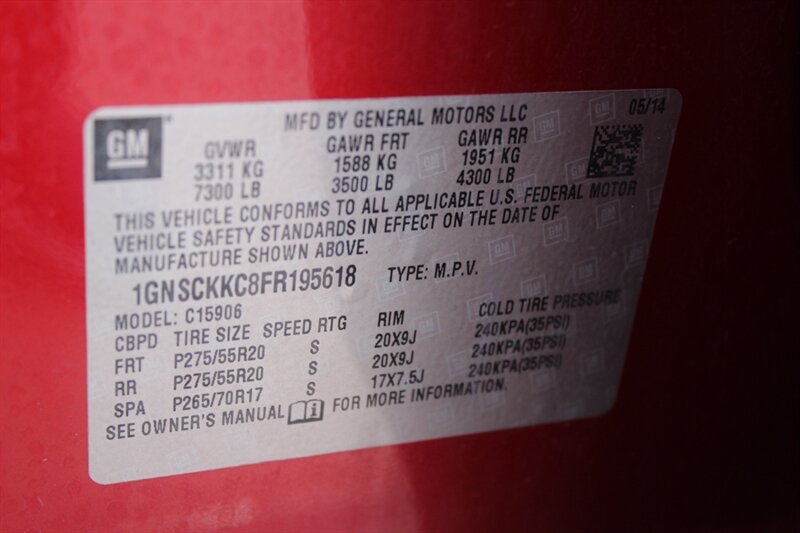 GM
MFD BY GENERAL MOTORS LLC 05/14
GVWR GAWR FRT GAWR RR
3311 KG 1588 KG 1951 KG
7300 LB 3500 LB 4300 LB
THIS VEHICLE CONFORMS TO ALL APPLICABLE U.S. FEDERAL MOTOR
VEHICLE SAFETY STANDARDS IN EFFECT ON THE DATE OF
MANUFACTURE SHOWN ABOVE.
1GNSCKKC8FR195618 TYPE: M.P.V.
MODEL: C15906
CBPD TIRE SIZE SPEED RTG RIM COLD TIRE PRESSURE
FRT P275/55R20 S 20X9J 240KPA(35PSI)
RR P275/55R20 S 20X9J 240KPA(35PSI)
SPA P265/70R17 S 17X7.5J 240KPA(35PSI)
SEE OWNER'S MANUAL FOR MORE INFORMATION.